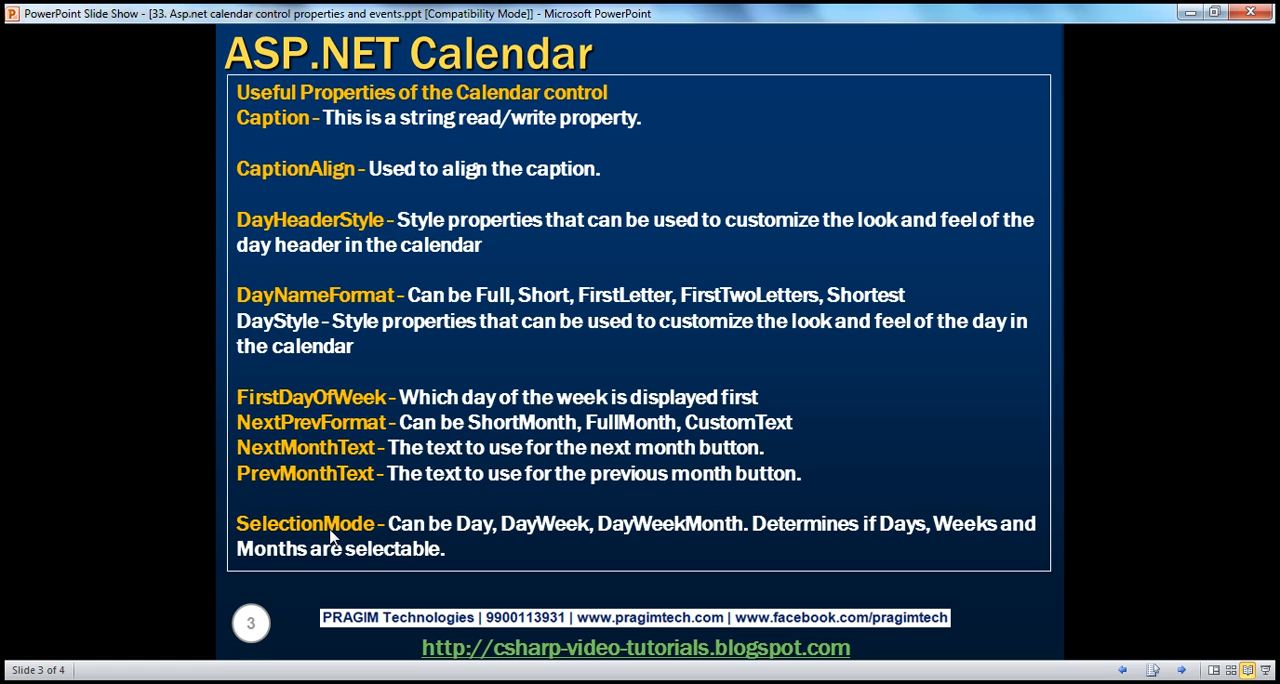 PowerPoint Slide Show - [33. Asp.net calendar control properties and events.ppt [Compatibility Mode]] - Microsoft PowerPoint
ASP.NET Calendar
Useful Properties of the Calendar control
Caption - This is a string read/write property.
CaptionAlign - Used to align the caption.
DayHeaderStyle - Style properties that can be used to customize the look and feel of the
day header in the calendar
DayNameFormat - Can be Full, Short, FirstLetter, FirstTwoLetters, Shortest
DayStyle - Style properties that can be used to customize the look and feel of the day in
the calendar
FirstDayOfWeek - Which day of the week is displayed first
NextPrevFormat - Can be ShortMonth, FullMonth, CustomText
NextMonthText - The text to use for the next month button.
PrevMonthText - The text to use for the previous month button.
SelectionMode - Can be Day, DayWeek, DayWeekMonth. Determines if Days, Weeks and
Months are selectable.
3
PRAGIM Technologies | 9900113931 | www.pragimtech.com | www.facebook.com/pragimtech
http://csharp-video-tutorials.blogspot.com
Slide 3 of 4